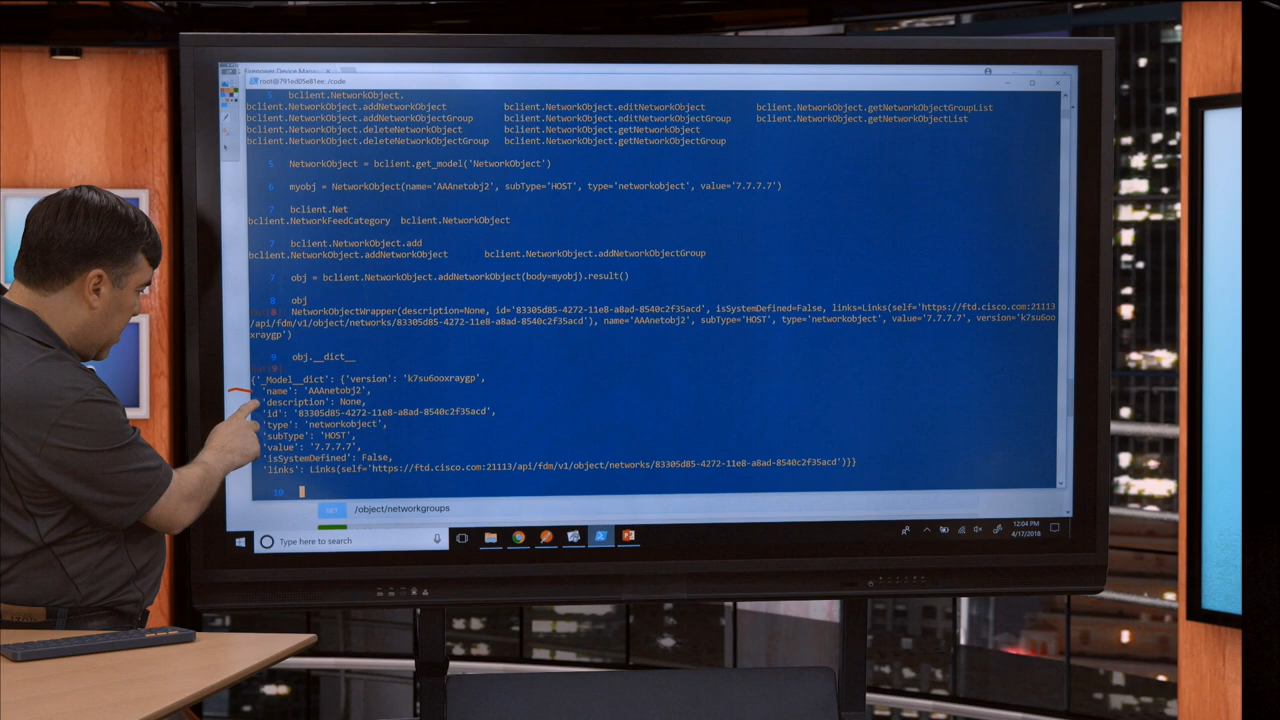 Firepower Device Mana
root@791ed05e81ee: /code
5 bclient.NetworkObject.
bclient.NetworkObject.addNetworkObject bclient.NetworkObject.editNetworkObject bclient.NetworkObject.getNetworkObjectGroupList
bclient.NetworkObject.addNetworkObjectGroup bclient.NetworkObject.editNetworkObjectGroup bclient.NetworkObject.getNetworkObjectList
bclient.NetworkObject.deleteNetworkObject bclient.NetworkObject.getNetworkObject
bclient.NetworkObject.deleteNetworkObjectGroup bclient.NetworkObject.getNetworkObjectGroup
5 NetworkObject = bclient.get_model('NetworkObject')
6 myobj = NetworkObject(name='AAAnetobj2', subType='HOST', type='networkobject', value='7.7.7.7')
7 bclient.Net
bclient.NetworkFeedCategory bclient.NetworkObject
7 bclient.NetworkObject.add
bclient.NetworkObject.addNetworkObject bclient.NetworkObject.addNetworkObjectGroup
7 obj = bclient.NetworkObject.addNetworkObject(body=myobj).result()
8 obj
8 NetworkObjectWrapper(description=None, id='83305d85-4272-11e8-a8ad-8540c2f35acd', isSystemDefined=False, links=Links(self='https://ftd.cisco.com:21113
/api/fdm/v1/object/networks/83305d85-4272-11e8-a8ad-8540c2f35acd'), name='AAAnetobj2', subType='HOST', type='networkobject', value='7.7.7.7', version='k7su6oo
xraygp')
9 obj.__dict__
9
{'_Model__dict': {'version': 'k7su6ooxraygp',
'name': 'AAAnetobj2',
'description': None,
'id': '83305d85-4272-11e8-a8ad-8540c2f35acd',
'type': 'networkobject',
'subType': 'HOST',
'value': '7.7.7.7',
'isSystemDefined': False,
'links': Links(self='https://ftd.cisco.com:21113/api/fdm/v1/object/networks/83305d85-4272-11e8-a8ad-8540c2f35acd')}}
10
GET /object/networkgroups
Type here to search
12:04 PM
4/17/2018